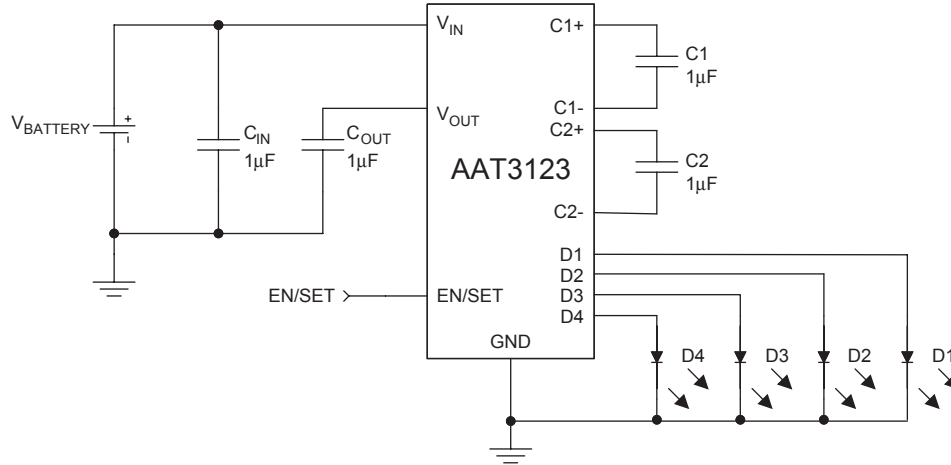 V_IN
C1+
C1
1μF
C1-
V_OUT
C2+
V_BATTERY
+
-
C_IN
1μF
C_OUT
1μF
AAT3123
C2
1μF
C2-
D1
D2
EN/SET
EN/SET
D3
D4
GND
D4
D3
D2
D1